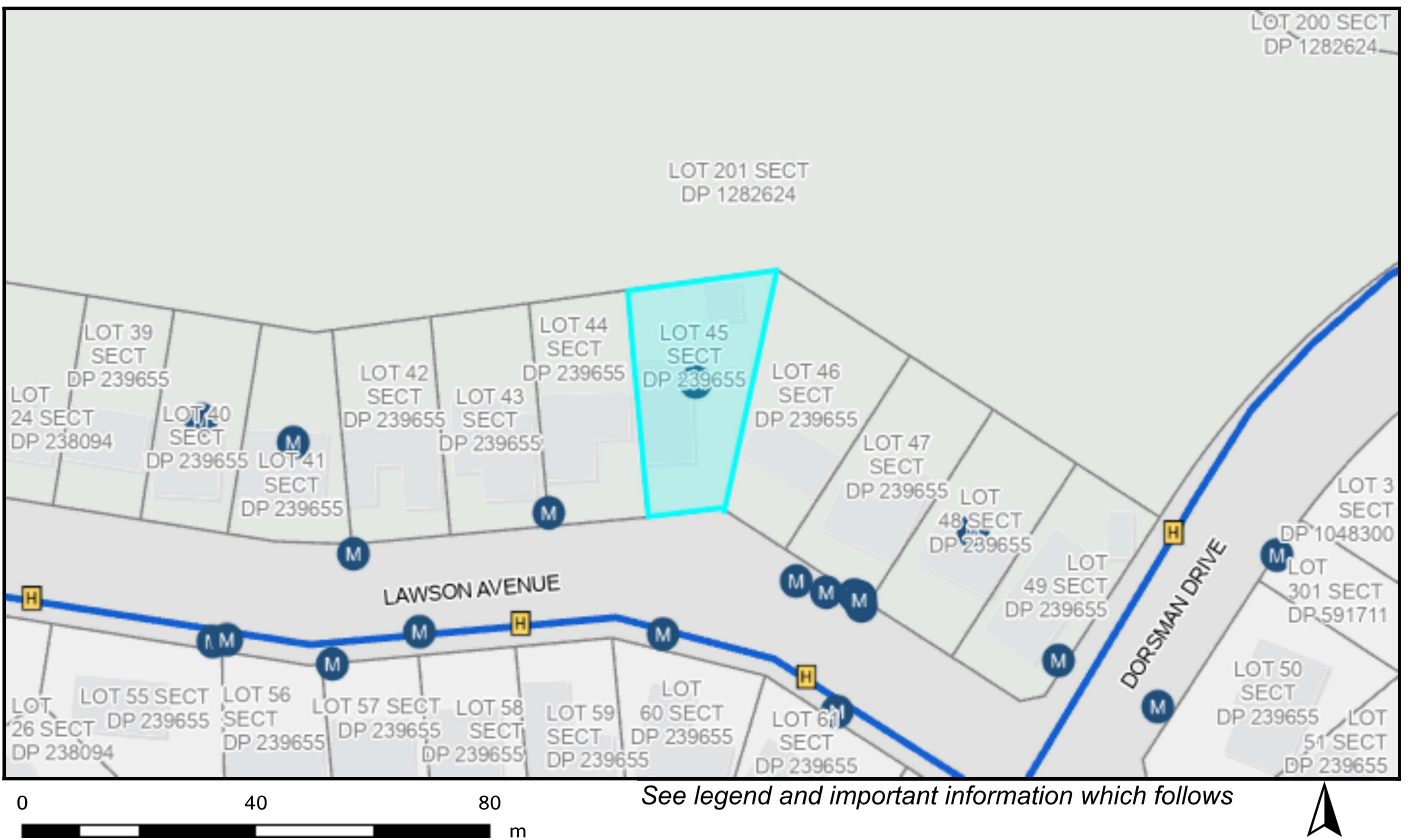 LOT 200 SECT
DP 1282624
LOT 201 SECT
DP 1282624
LOT 39
SECT
DP 239655
LOT
24 SECT
DP 238094
LOT 40
SECT
DP 239655
M
LOT 41
SECT
DP 239655
LOT 42
SECT
DP 239655
LOT 43
SECT
DP 239655
LOT 44
SECT
DP 239655
LOT 45
SECT
DP 239655
LOT 46
SECT
DP 239655
LOT 47
SECT
DP 239655
LOT
48 SECT
DP 239655
LOT
49 SECT
DP 239655
LOT 3
SECT
DP 1048300
LOT
301 SECT
DP 591711
M
M
M
M
M
M
H
DORSMAN DRIVE
LAWSON AVENUE
H
H
H
M
M
M
M
M
M
M
M
M
LOT
26 SECT
DP 238094
LOT 55 SECT
DP 239655
LOT 56
SECT
DP 239655
LOT 57 SECT
DP 239655
LOT 58
SECT
DP 239655
LOT 59
SECT
DP 239655
LOT
60 SECT
DP 239655
LOT 61
SECT
DP 239655
LOT 50
SECT
DP 239655
LOT
51 SECT
DP 239655
0 40 80
m
See legend and important information which follows